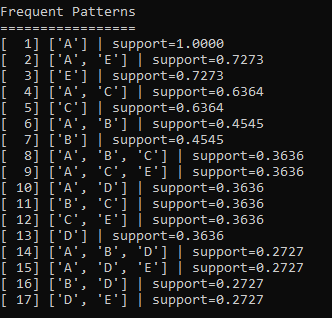 Frequent Patterns
=================
[  1] ['A'] | support=1.0000
[  2] ['A', 'E'] | support=0.7273
[  3] ['E'] | support=0.7273
[  4] ['A', 'C'] | support=0.6364
[  5] ['C'] | support=0.6364
[  6] ['A', 'B'] | support=0.4545
[  7] ['B'] | support=0.4545
[  8] ['A', 'B', 'C'] | support=0.3636
[  9] ['A', 'C', 'E'] | support=0.3636
[ 10] ['A', 'D'] | support=0.3636
[ 11] ['B', 'C'] | support=0.3636
[ 12] ['C', 'E'] | support=0.3636
[ 13] ['D'] | support=0.3636
[ 14] ['A', 'B', 'D'] | support=0.2727
[ 15] ['A', 'D', 'E'] | support=0.2727
[ 16] ['B', 'D'] | support=0.2727
[ 17] ['D', 'E'] | support=0.2727